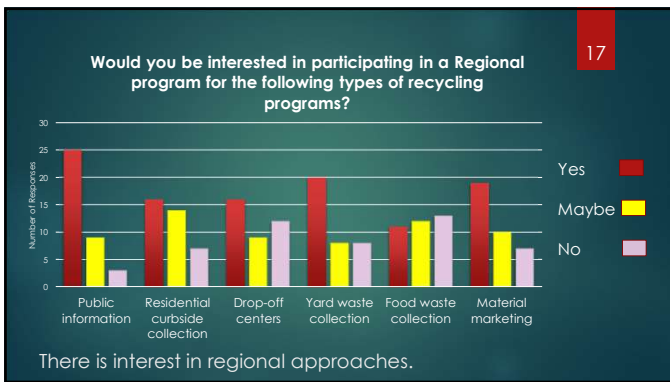 Would you be interested in participating in a Regional
program for the following types of recycling
programs?
17
Number of Responses
30
25
20
15
10
5
0
Public
information
Residential
curbside
collection
Drop-off
centers
Yard waste
collection
Food waste
collection
Material
marketing
Yes
Maybe
No
There is interest in regional approaches.